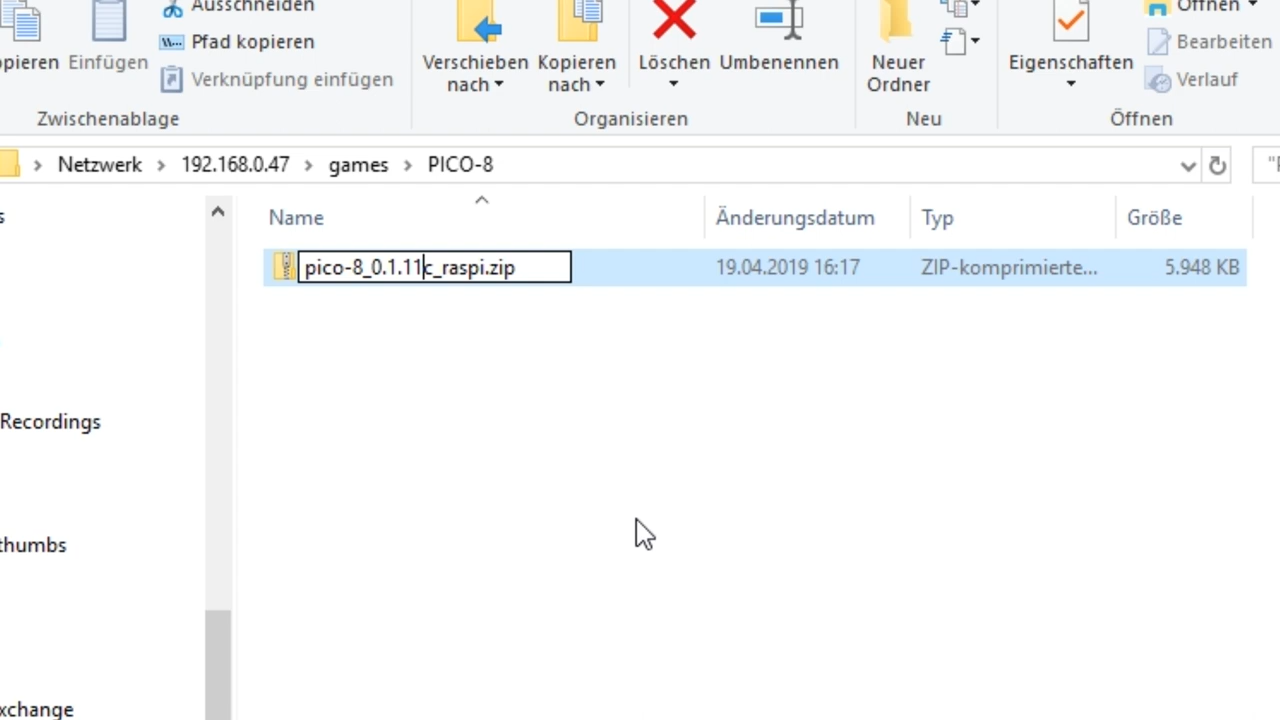 Ausschneiden
Öffnen
opieren
Einfügen
Pfad kopieren
Verknüpfung einfügen
Verschieben nach
Kopieren nach
Löschen
Umbenennen
Neuer Ordner
Eigenschaften
Bearbeiten
Verlauf
Zwischenablage
Organisieren
Neu
Öffnen
Netzwerk > 192.168.0.47 > games > PICO-8
Name
Änderungsdatum
Typ
Größe
pico-8_0.1.11c_raspi.zip
19.04.2019 16:17
ZIP-komprimierte...
5.948 KB
s
Recordings
thumbs
xchange